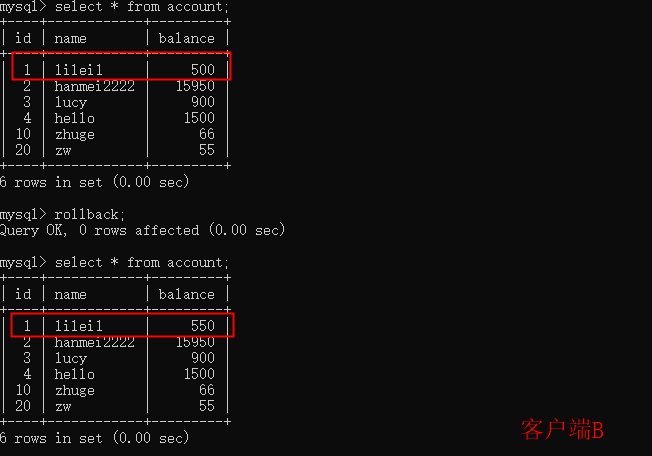 mysql> select * from account;
+----+------------+---------+
| id | name       | balance |
+----+------------+---------+
|  1 | lilei1     |     500 |
|  2 | hanmei2222 |   15950 |
|  3 | lucy       |     900 |
|  4 | hello      |    1500 |
| 10 | zhuge      |      66 |
| 20 | zw         |      55 |
+----+------------+---------+
6 rows in set (0.00 sec)
mysql> rollback;
Query OK, 0 rows affected (0.00 sec)
mysql> select * from account;
+----+------------+---------+
| id | name       | balance |
+----+------------+---------+
|  1 | lilei1     |     550 |
|  2 | hanmei2222 |   15950 |
|  3 | lucy       |     900 |
|  4 | hello      |    1500 |
| 10 | zhuge      |      66 |
| 20 | zw         |      55 |
+----+------------+---------+
6 rows in set (0.00 sec)
客户端B